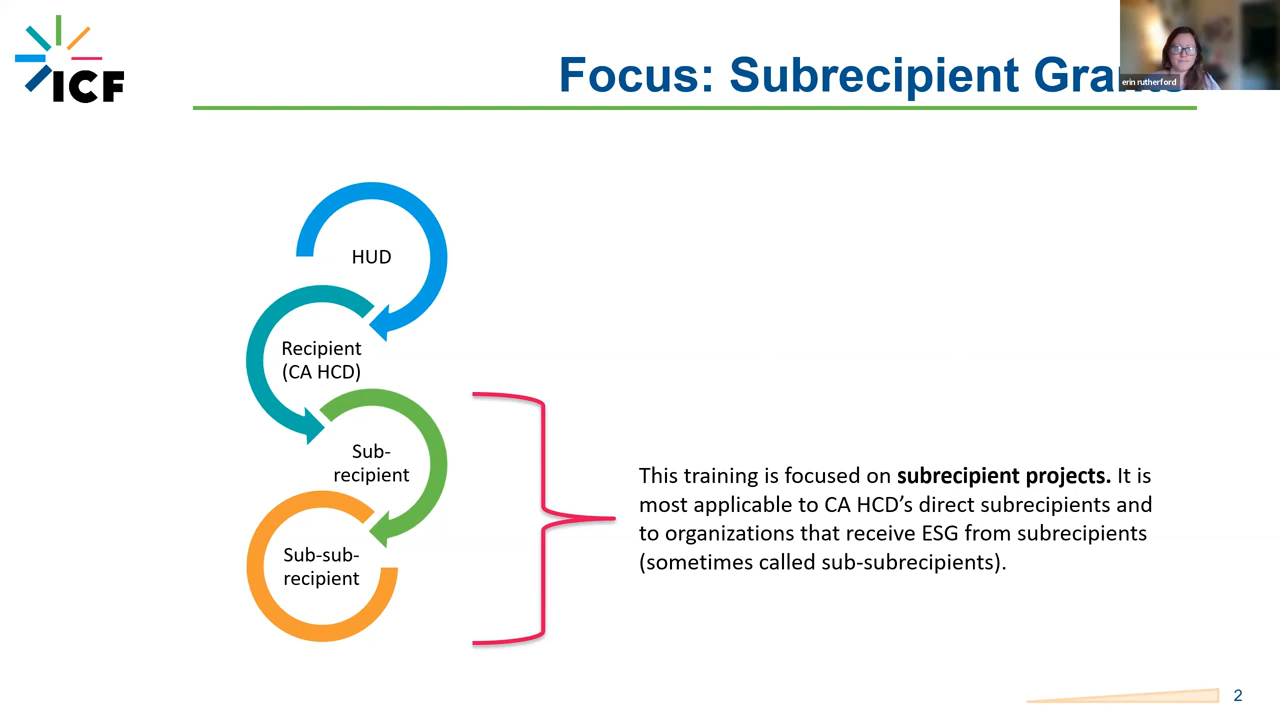 ICF
Focus: Subrecipient Grants
erin rutherford
HUD
Recipient
(CA HCD)
Sub-
recipient
Sub-sub-
recipient
This training is focused on subrecipient projects. It is
most applicable to CA HCD’s direct subrecipients and
to organizations that receive ESG from subrecipients
(sometimes called sub-subrecipients).
2